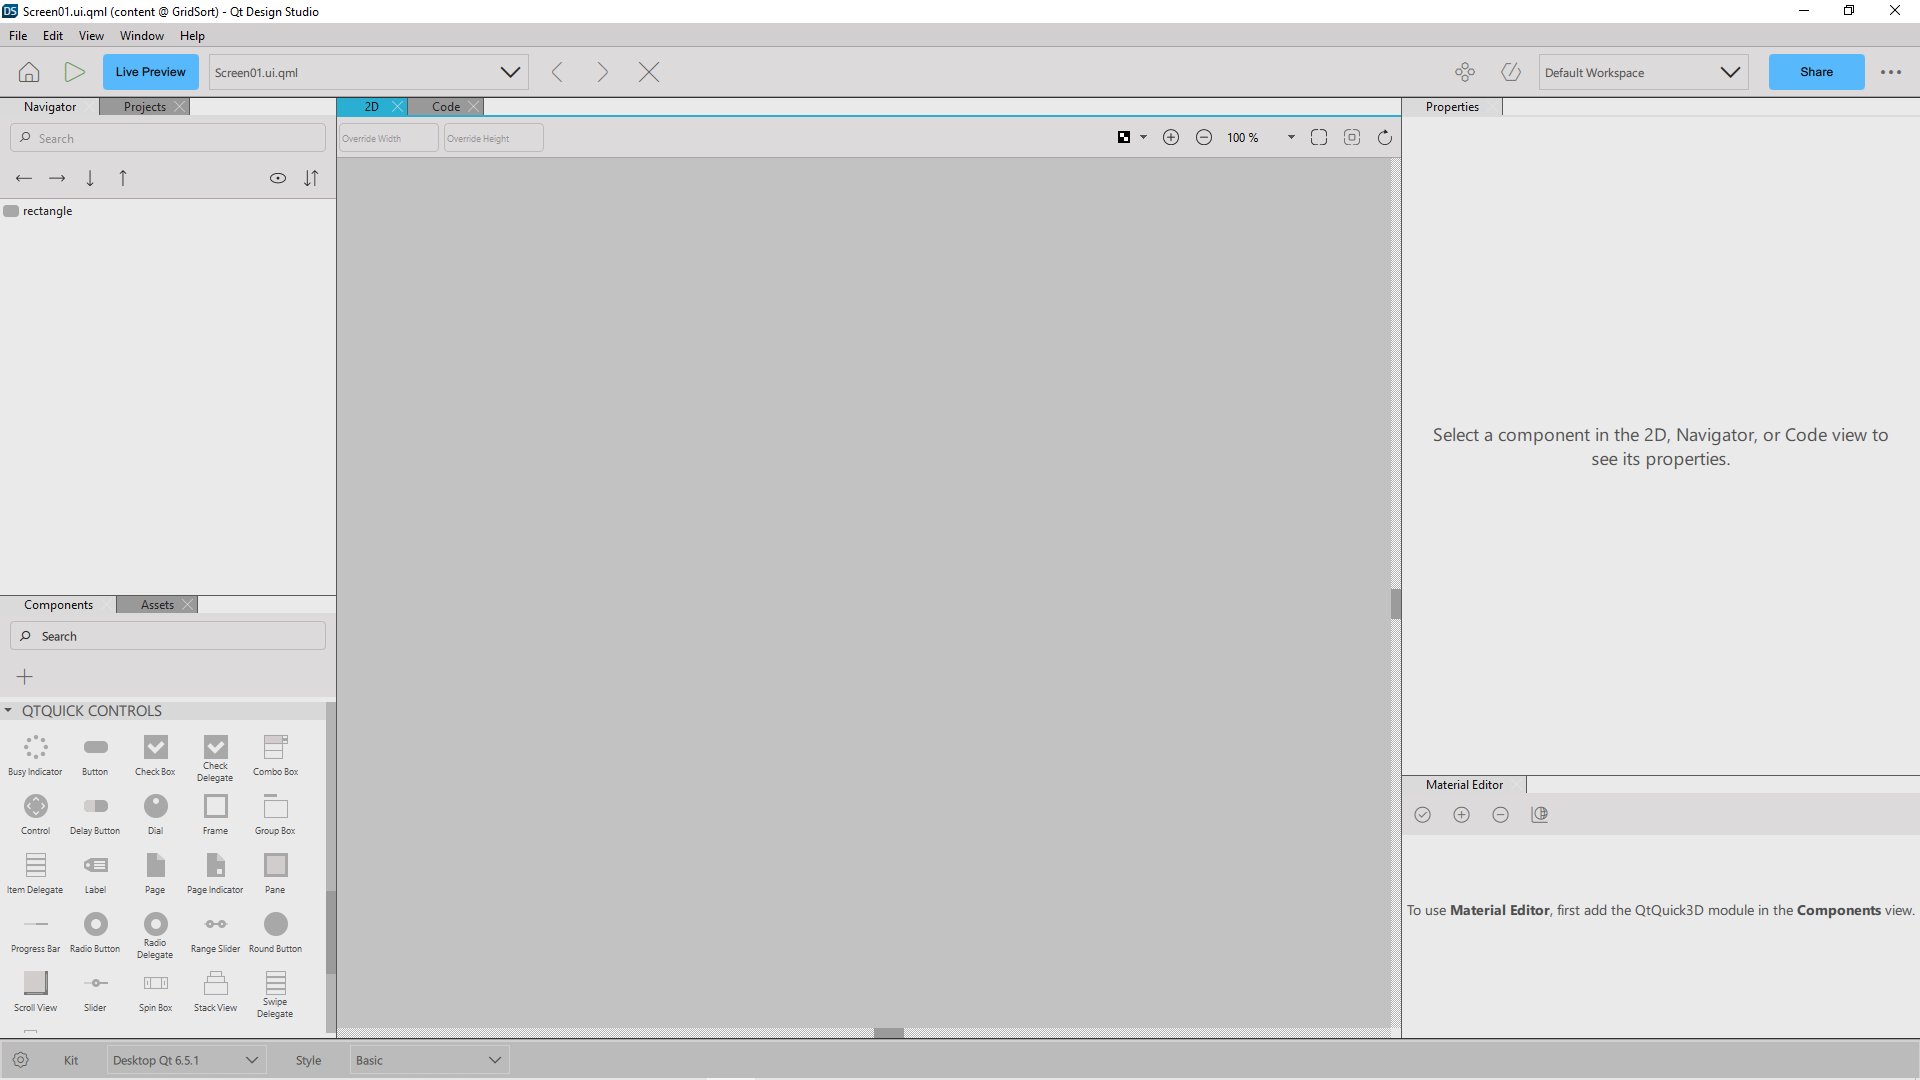 DS Screen01.ui.qml (content @ GridSort) - Qt Design Studio
File Edit View Window Help
Live Preview Screen01.ui.qml Default Workspace Share
Navigator Projects 2D Code Properties
Search Override Width Override Height 100 %
rectangle
Select a component in the 2D, Navigator, or Code view to
see its properties.
Components Assets
Search
QTQUICK CONTROLS
Busy Indicator Button Check Box Check Delegate Combo Box
Control Delay Button Dial Frame Group Box
Item Delegate Label Page Page Indicator Pane
Progress Bar Radio Button Radio Delegate Range Slider Round Button
Scroll View Slider Spin Box Stack View Swipe Delegate
Material Editor
To use Material Editor, first add the QtQuick3D module in the Components view.
Kit Desktop Qt 6.5.1 Style Basic